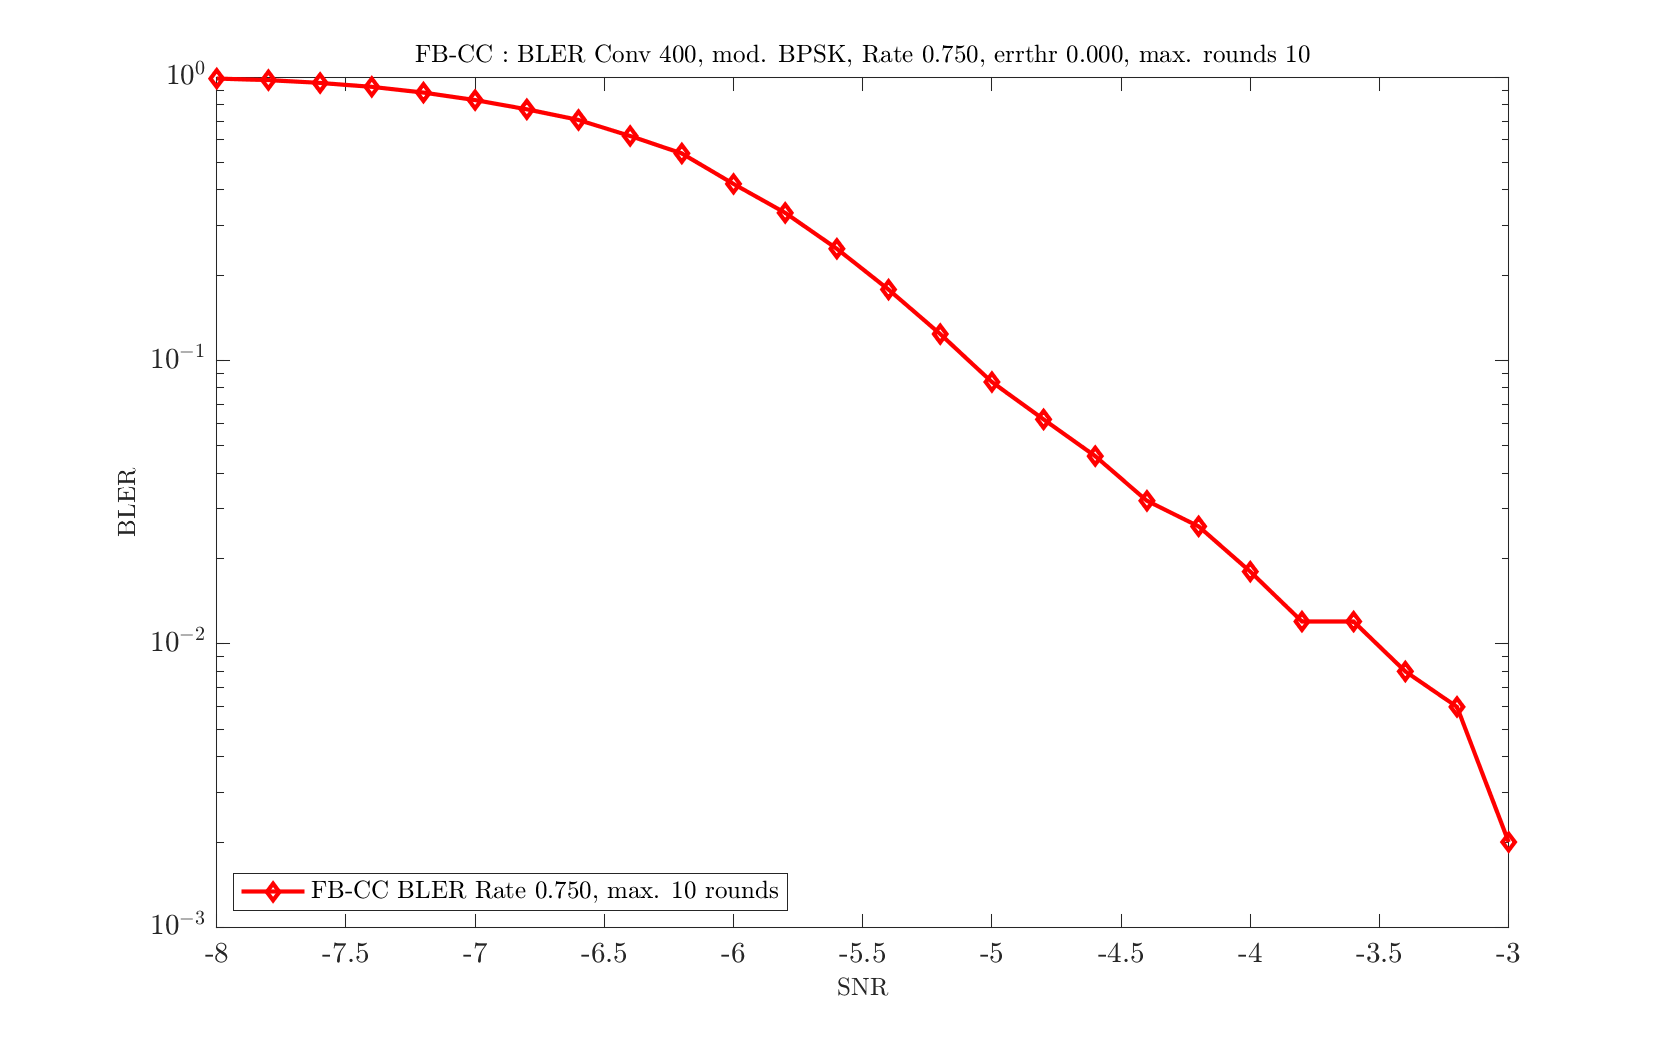 FB-CC : BLER Conv 400, mod. BPSK, Rate 0.750, errthr 0.000, max. rounds 10
10^0
10^{-1}
10^{-2}
10^{-3}
BLER
FB-CC BLER Rate 0.750, max. 10 rounds
-8 -7.5 -7 -6.5 -6 -5.5 -5 -4.5 -4 -3.5 -3
SNR